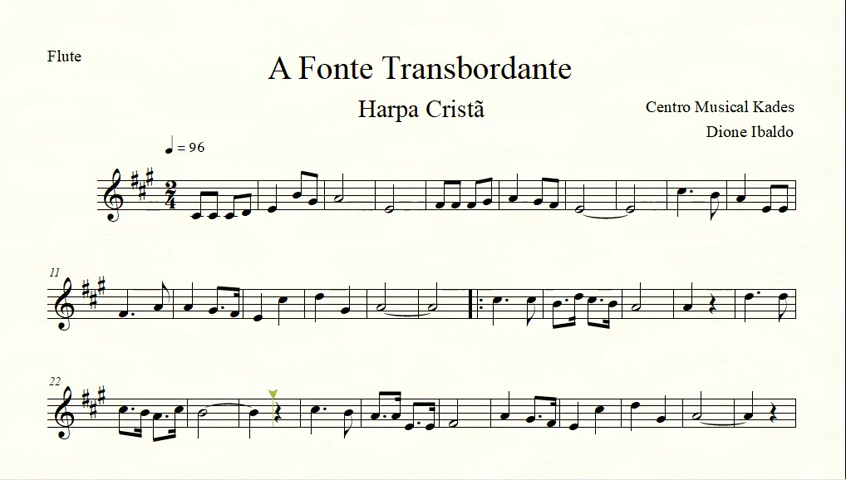 Flute
A Fonte Transbordante
Harpa Cristã
Centro Musical Kades
Dione Ibaldo
♩ = 96
2
4
11
22